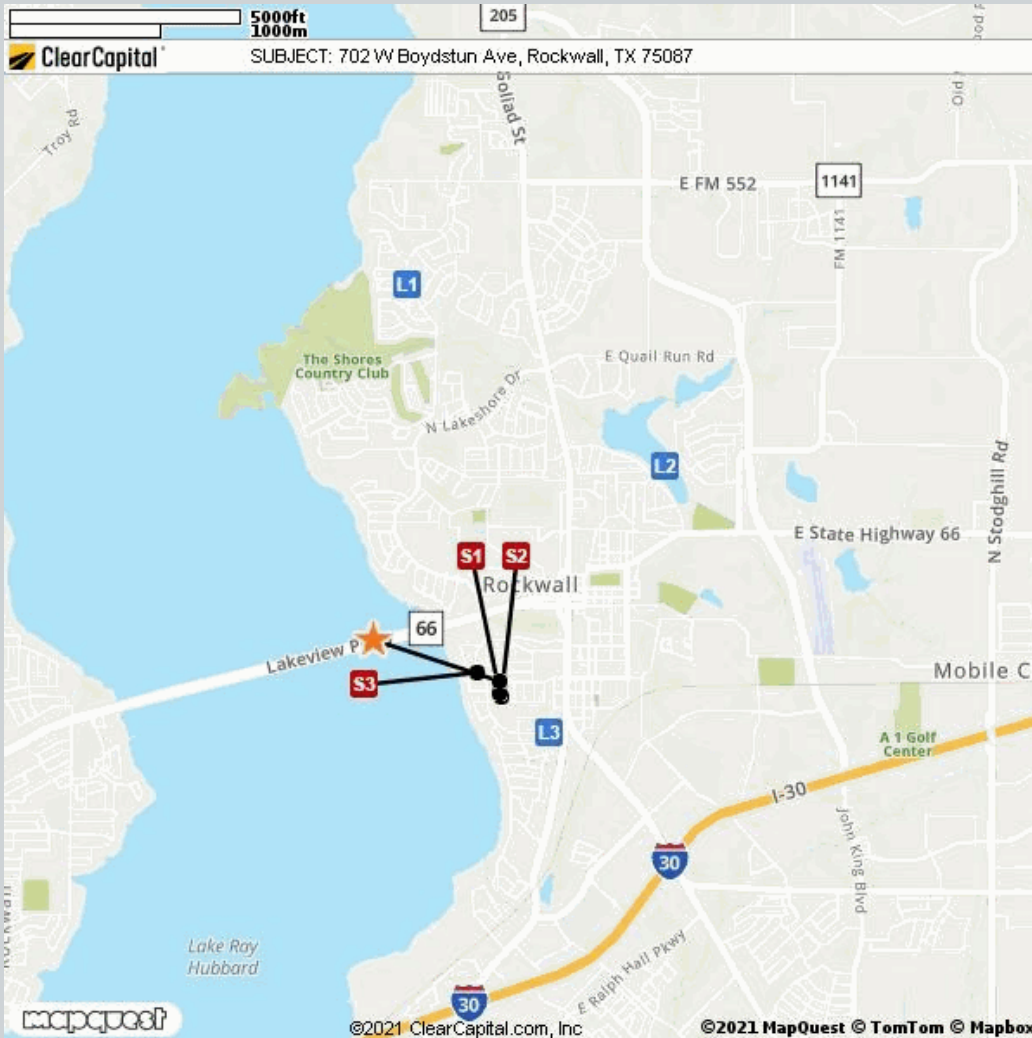 5000ft
1000m
205
ClearCapital
SUBJECT: 702 W Boydstun Ave, Rockwall, TX 75087
Goliad St
Troy Rd
E FM 552
1141
FM 1141
L1
The Shores
Country Club
E Quail Run Rd
N Lakeshore Dr
L2
N Stodghill Rd
E State Highway 66
S1
S2
Rockwall
66
Lakeview P
S3
Mobile C
L3
A 1 Golf
Center
I-30
John King Blvd
30
Lake Ray
Hubbard
E Ralph Hall Pkwy
30
mapquest
©2021 ClearCapital.com, Inc
©2021 MapQuest © TomTom © Mapbox